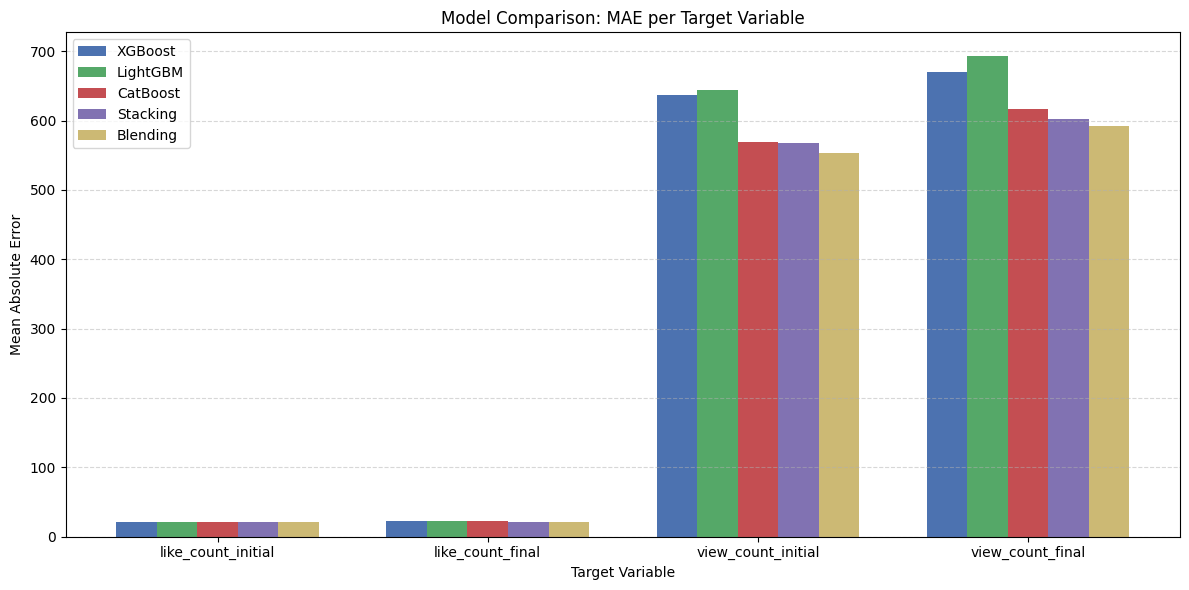 Model Comparison: MAE per Target Variable
XGBoost
LightGBM
CatBoost
Stacking
Blending
Mean Absolute Error
700
600
500
400
300
200
100
0
like_count_initial
like_count_final
view_count_initial
view_count_final
Target Variable